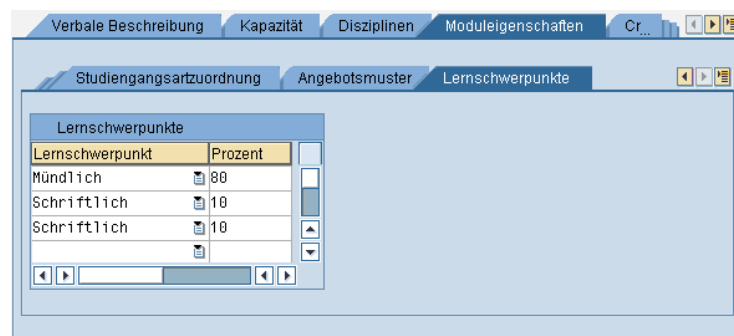 Verbale Beschreibung Kapazität Disziplinen Moduleigenschaften Cr...
Studiengangsartzuordnung Angebotsmuster Lernschwerpunkte
Lernschwerpunkte
Lernschwerpunkt Prozent
Mündlich 80
Schriftlich 10
Schriftlich 10